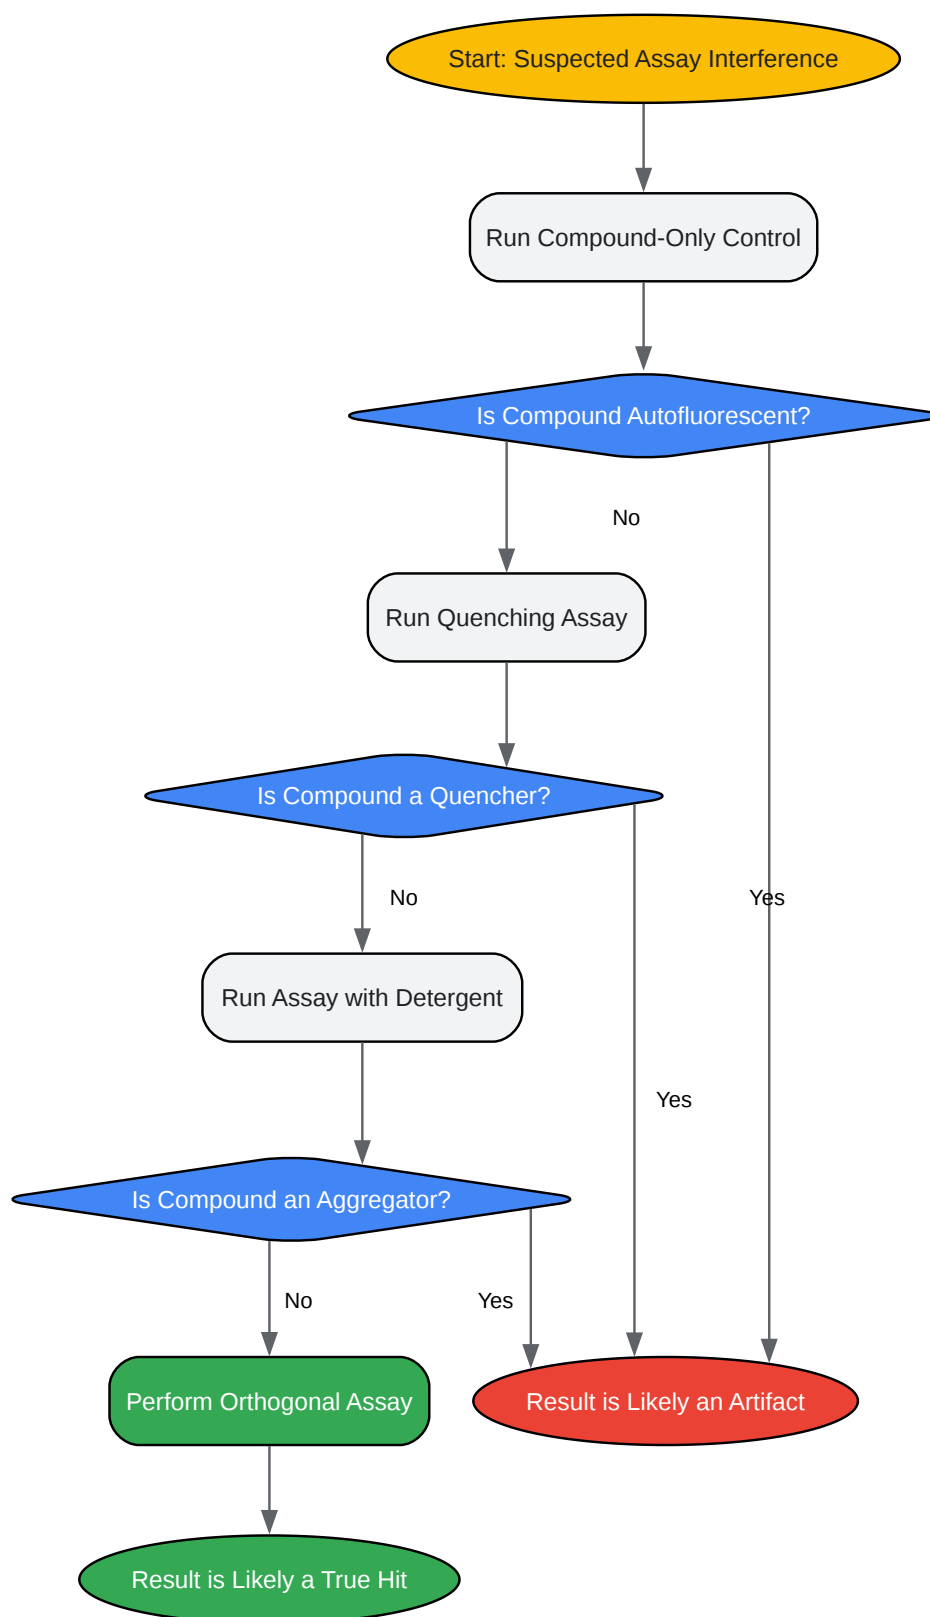 Start: Suspected Assay Interference
Run Compound-Only Control
Is Compound Autofluorescent?
No
Run Quenching Assay
Is Compound a Quencher?
No
Yes
Run Assay with Detergent
Yes
Is Compound an Aggregator?
No
Yes
Perform Orthogonal Assay
Result is Likely an Artifact
Result is Likely a True Hit